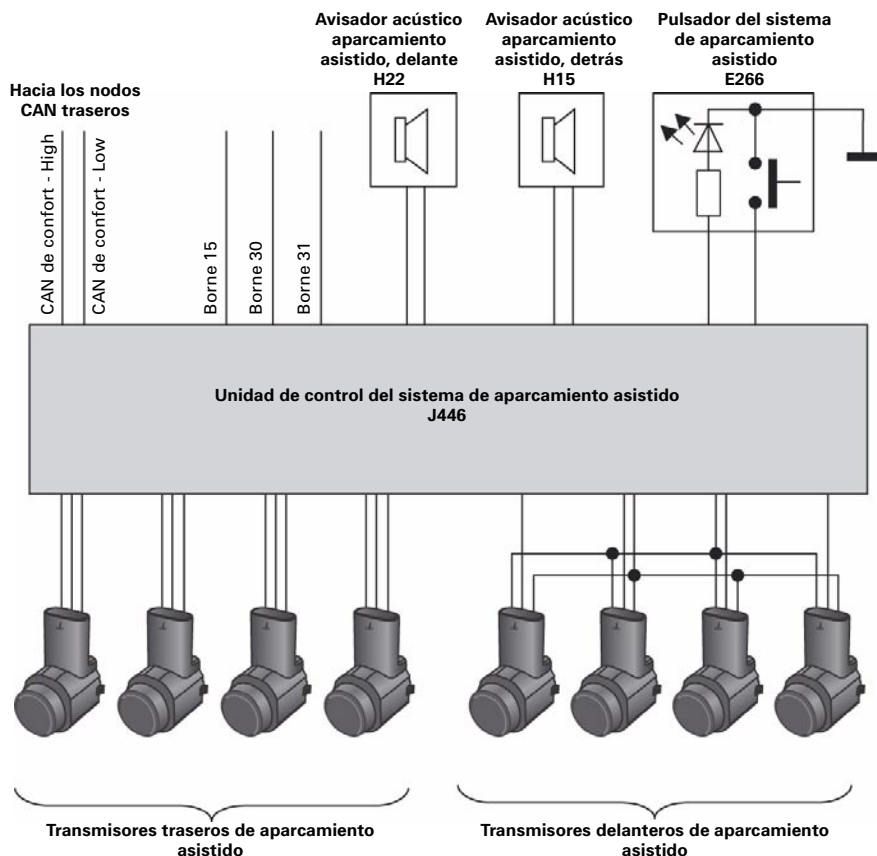 Avisador acústico
aparcamiento
asistido, delante
H22
Avisador acústico
aparcamiento
asistido, detrás
H15
Pulsador del sistema
de aparcamiento
asistido
E266
Hacia los nodos
CAN traseros
CAN de confort - High
CAN de confort - Low
Borne 15
Borne 30
Borne 31
Unidad de control del sistema de aparcamiento asistido
J446
Transmisores traseros de aparcamiento
asistido
Transmisores delanteros de aparcamiento
asistido